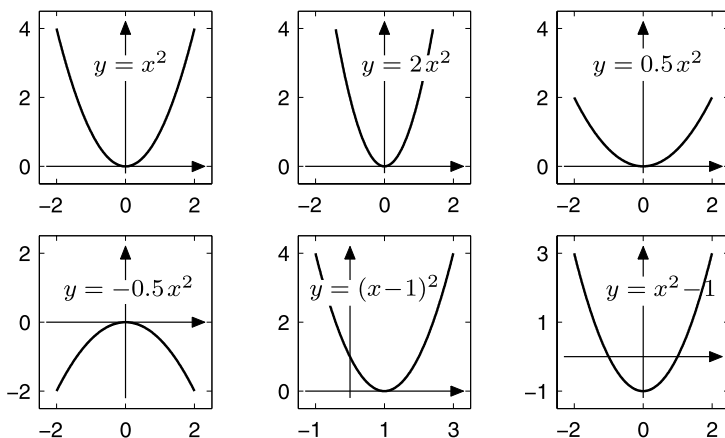 4
y = x²
2
0
−2 0 2
4
y = 2x²
2
0
−2 0 2
4
y = 0.5x²
2
0
−2 0 2
2
y = −0.5x²
0
−2
−2 0 2
4
y = (x−1)²
2
0
−1 1 3
3
y = x²−1
1
−1
−2 0 2